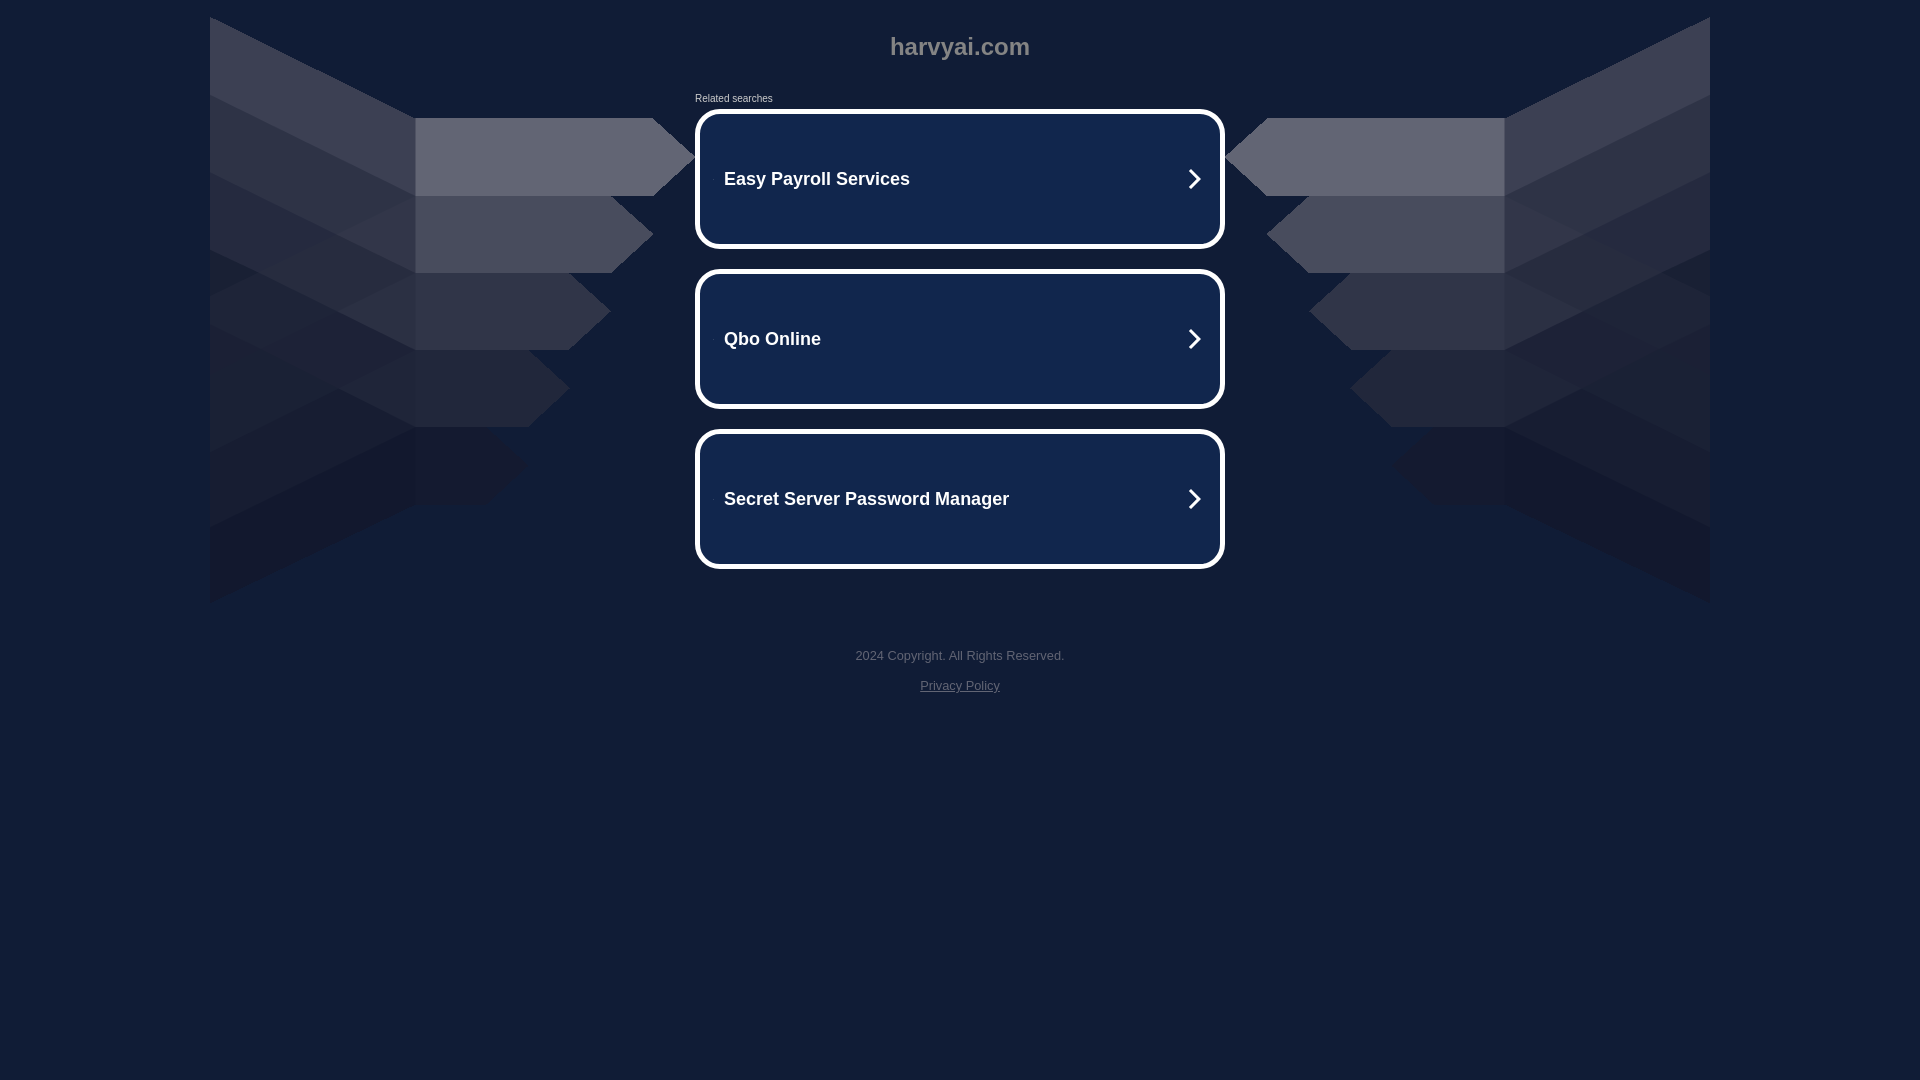 harvyai.com
Related searches
Easy Payroll Services
Qbo Online
Secret Server Password Manager
2024 Copyright. All Rights Reserved.
Privacy Policy